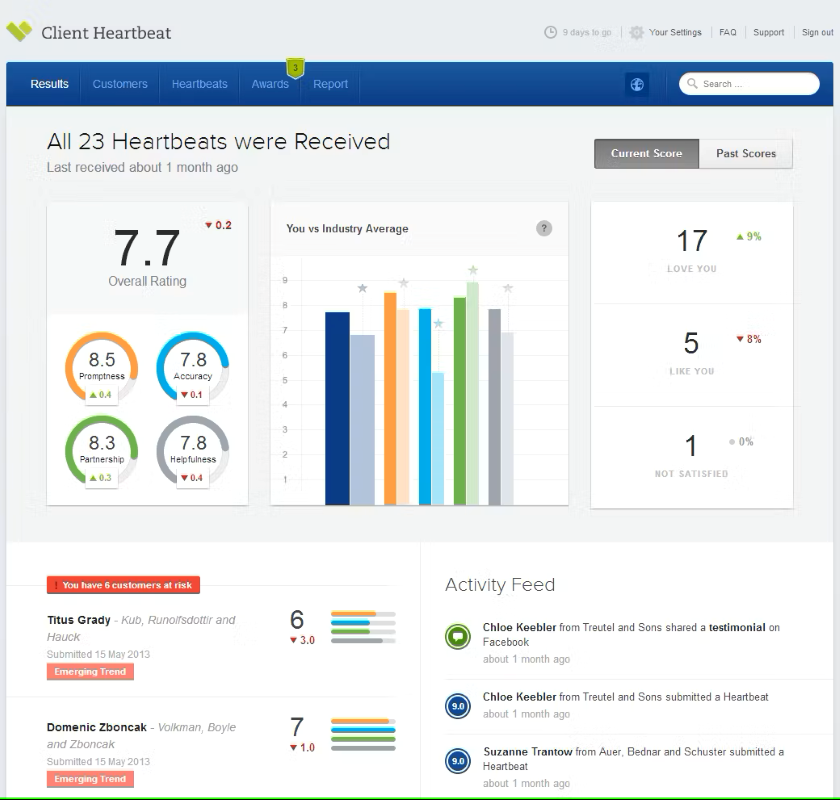 Client Heartbeat
9 days to go
Your Settings
FAQ
Support
Sign out
Results
Customers
Heartbeats
Awards
3
Report
Search ...
All 23 Heartbeats were Received
Last received about 1 month ago
Current Score
Past Scores
7.7
▼ 0.2
Overall Rating
8.5
Promptness
▲ 0.4
7.8
Accuracy
▼ 0.1
8.3
Partnership
▲ 0.3
7.8
Helpfulness
▼ 0.4
You vs Industry Average
?
9
8
7
6
5
4
3
2
1
17
▲ 9%
LOVE YOU
5
▼ 8%
LIKE YOU
1
● 0%
NOT SATISFIED
! You have 6 customers at risk
Titus Grady - Kub, Runolfsdottir and
Hauck
Submitted 15 May 2013
Emerging Trend
6
▼ 3.0
Domenic Zboncak - Volkman, Boyle
and Zboncak
Submitted 15 May 2013
Emerging Trend
7
▼ 1.0
Activity Feed
Chloe Keebler from Treutel and Sons shared a testimonial on
Facebook
about 1 month ago
9.0
Chloe Keebler from Treutel and Sons submitted a Heartbeat
about 1 month ago
9.0
Suzanne Trantow from Auer, Bednar and Schuster submitted a
Heartbeat
about 1 month ago